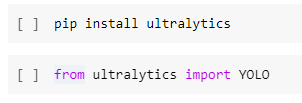 [ ] pip install ultralytics
[ ] from ultralytics import YOLO